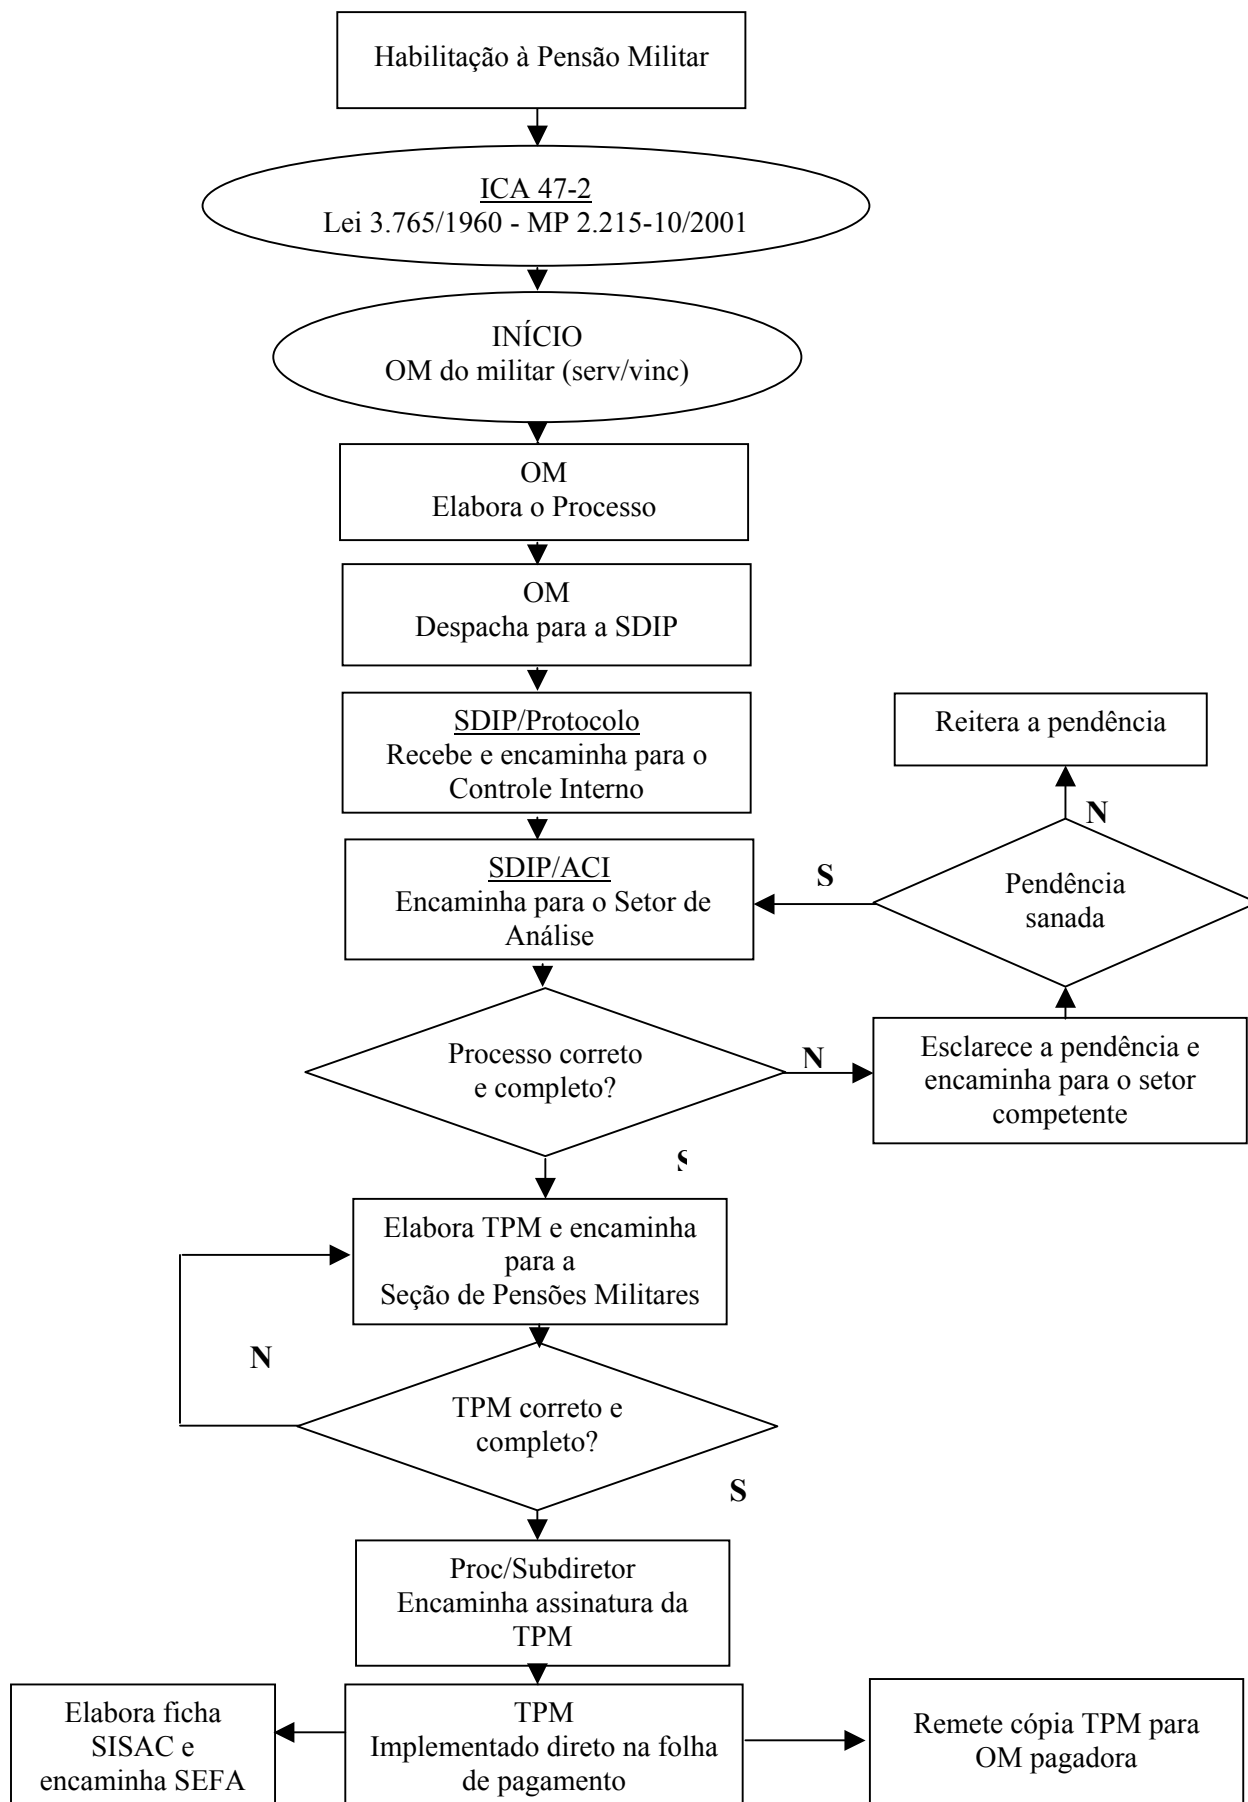 Habilitação à Pensão Militar
ICA 47-2
Lei 3.765/1960 - MP 2.215-10/2001
INÍCIO
OM do militar (serv/vinc)
OM
Elabora o Processo
OM
Despacha para a SDIP
SDIP/Protocolo
Recebe e encaminha para o
Controle Interno
Reitera a pendência
N
SDIP/ACI
Encaminha para o Setor de
Análise
S
Pendência
sanada
Processo correto
e completo?
N
Esclarece a pendência e
encaminha para o setor
competente
S
Elabora TPM e encaminha
para a
Seção de Pensões Militares
N
TPM correto e
completo?
S
Proc/Subdiretor
Encaminha assinatura da
TPM
Elabora ficha
SISAC e
encaminha SEFA
TPM
Implementado direto na folha
de pagamento
Remete cópia TPM para
OM pagadora